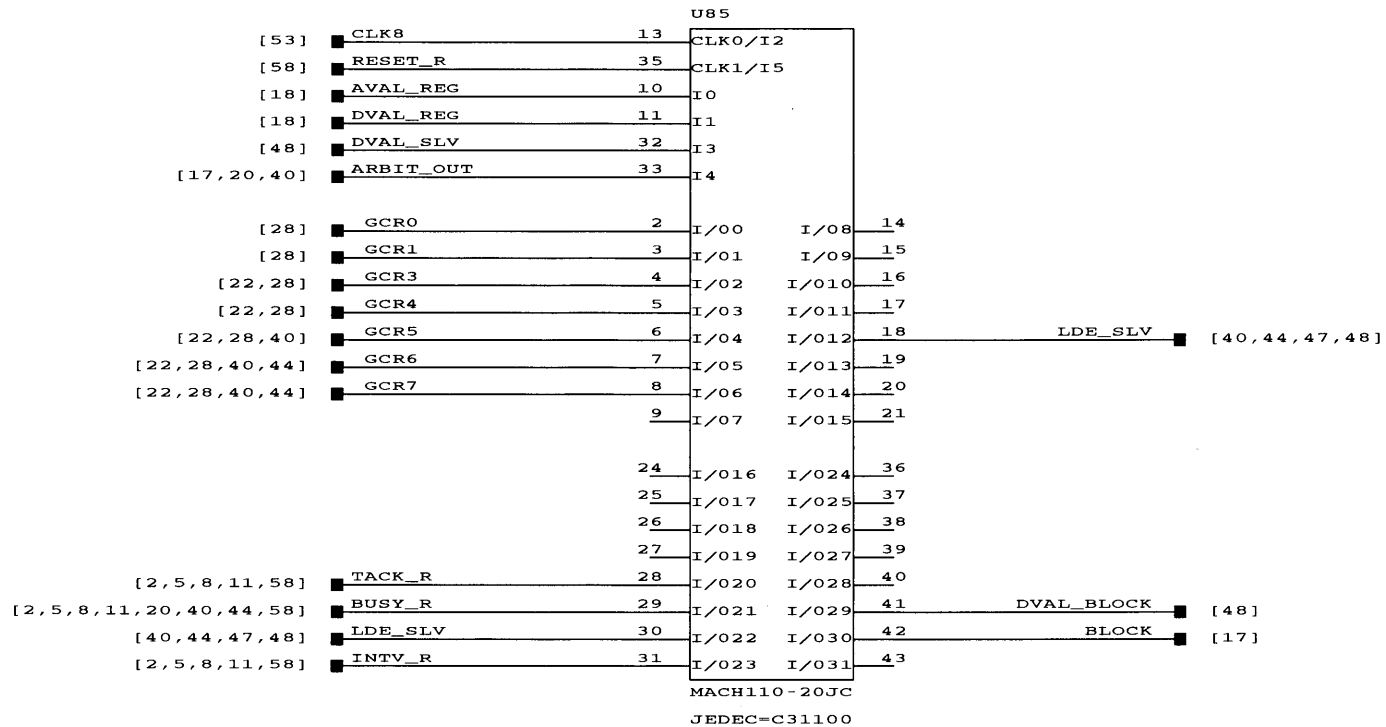 U85
[53] CLK8 13 CLK0/I2
[58] RESET_R 35 CLK1/I5
[18] AVAL_REG 10 I0
[18] DVAL_REG 11 I1
[48] DVAL_SLV 32 I3
[17,20,40] ARBIT_OUT 33 I4
[28] GCR0 2 I/O0 I/O8 14
[28] GCR1 3 I/O1 I/O9 15
[22,28] GCR3 4 I/O2 I/O10 16
[22,28] GCR4 5 I/O3 I/O11 17
[22,28,40] GCR5 6 I/O4 I/O12 18 LDE_SLV [40,44,47,48]
[22,28,40,44] GCR6 7 I/O5 I/O13 19
[22,28,40,44] GCR7 8 I/O6 I/O14 20
9 I/O7 I/O15 21
24 I/O16 I/O24 36
25 I/O17 I/O25 37
26 I/O18 I/O26 38
27 I/O19 I/O27 39
[2,5,8,11,58] TACK_R 28 I/O20 I/O28 40
[2,5,8,11,20,40,44,58] BUSY_R 29 I/O21 I/O29 41 DVAL_BLOCK [48]
[40,44,47,48] LDE_SLV 30 I/O22 I/O30 42 BLOCK [17]
[2,5,8,11,58] INTV_R 31 I/O23 I/O31 43
MACH110-20JC
JEDEC=C31100